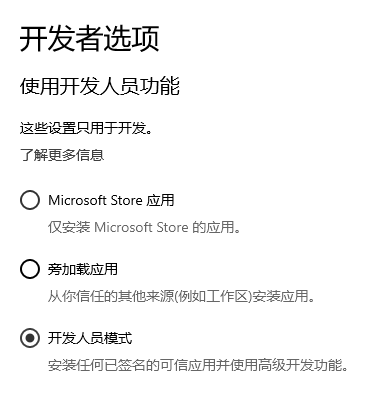 开发者选项
使用开发人员功能
这些设置只用于开发。
了解更多信息
Microsoft Store 应用
仅安装 Microsoft Store 的应用。
旁加载应用
从你信任的其他来源(例如工作区)安装应用。
开发人员模式
安装任何已签名的可信应用并使用高级开发功能。